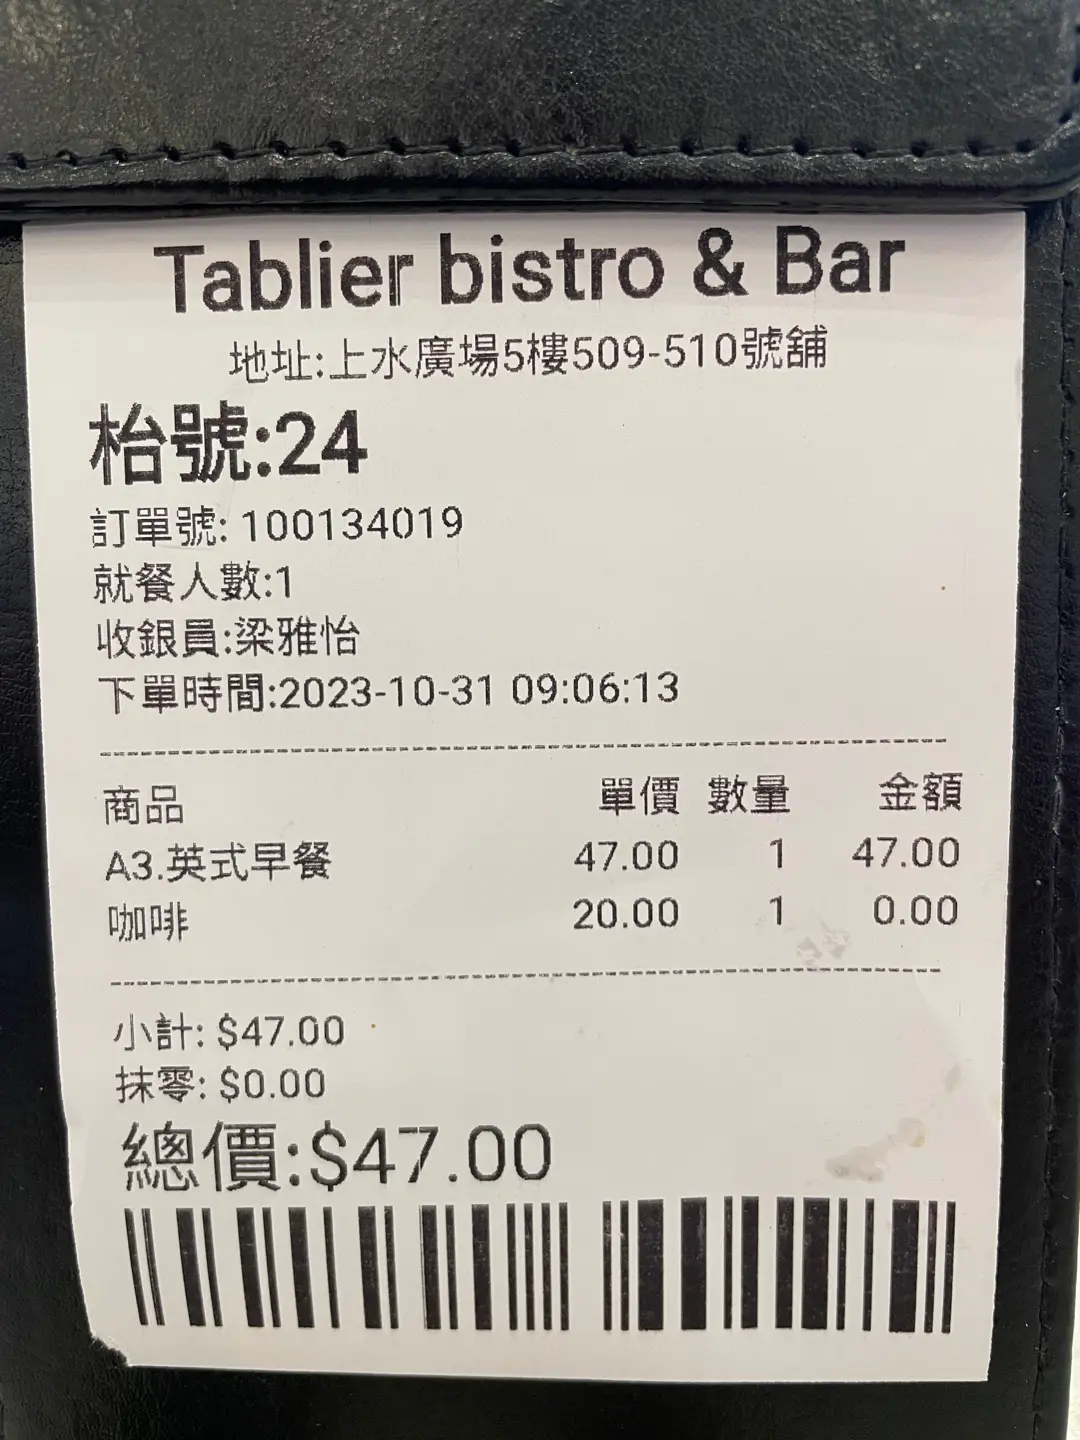 Tablier bistro & Bar
地址:上水廣場5樓509-510號舖
枱號:24
訂單號: 100134019
就餐人數:1
收銀員:梁雅怡
下單時間:2023-10-31 09:06:13
商品 單價 數量 金額
A3.英式早餐 47.00 1 47.00
咖啡 20.00 1 0.00
小計: $47.00
抹零: $0.00
總價:$47.00